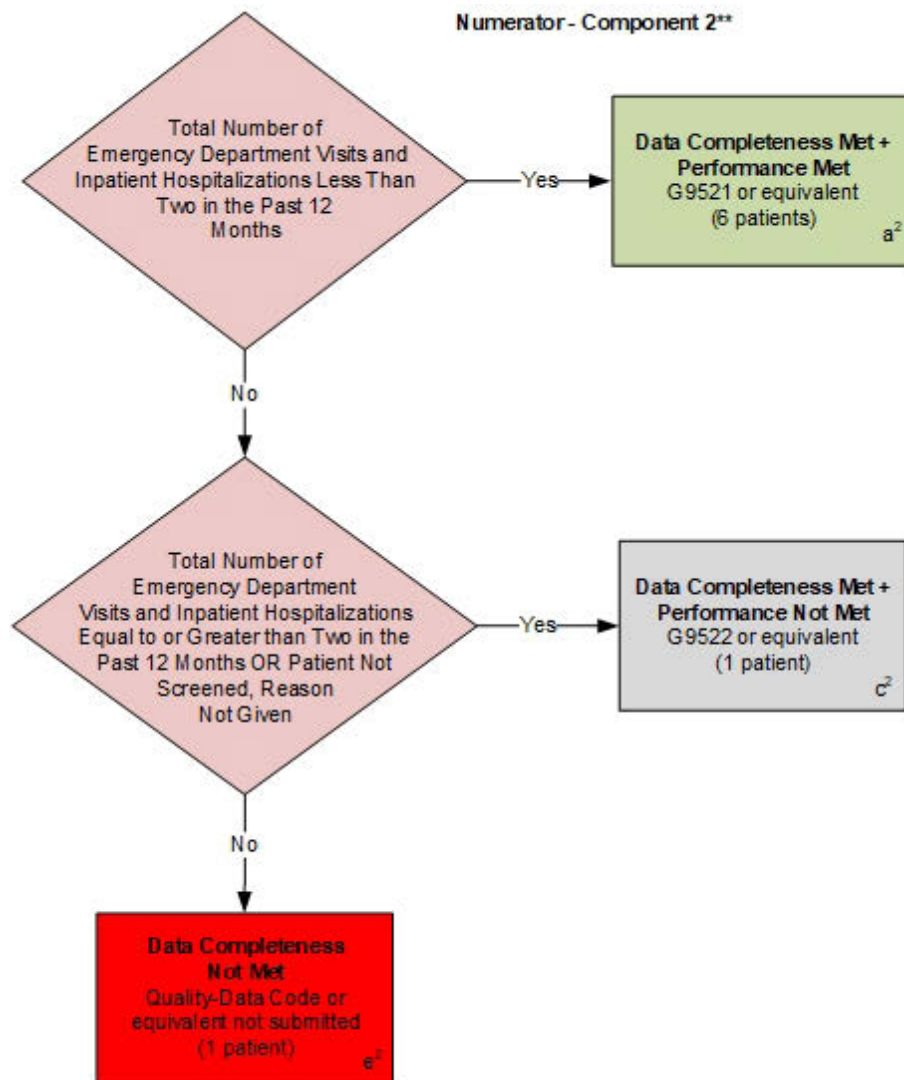 Numerator - Component 2**
Total Number of
Emergency Department Visits and
Inpatient Hospitalizations Less Than
Two in the Past 12
Months
Yes
Data Completeness Met +
Performance Met
G9521 or equivalent
(6 patients)
a²
No
Total Number of
Emergency Department
Visits and Inpatient Hospitalizations
Equal to or Greater than Two in the
Past 12 Months OR Patient Not
Screened, Reason
Not Given
Yes
Data Completeness Met +
Performance Not Met
G9522 or equivalent
(1 patient)
c²
No
Data Completeness
Not Met
Quality-Data Code or
equivalent not submitted
(1 patient)
e²